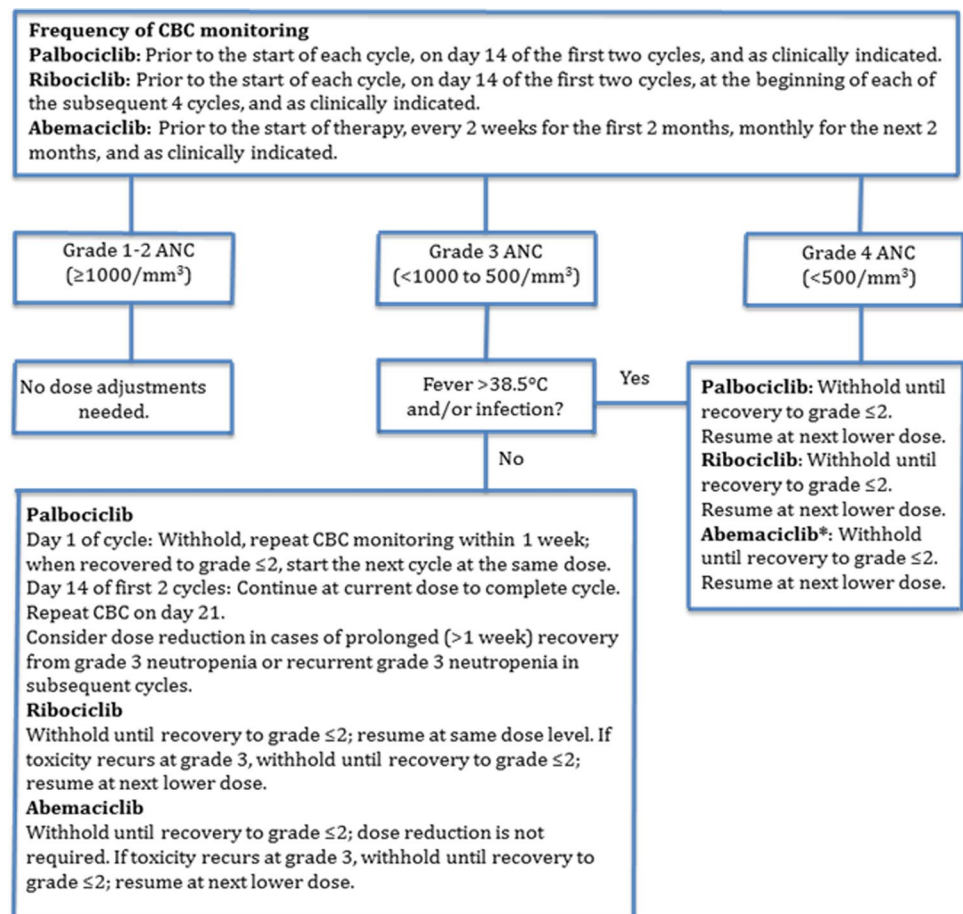 Frequency of CBC monitoring
Palbociclib: Prior to the start of each cycle, on day 14 of the first two cycles, and as clinically indicated.
Ribociclib: Prior to the start of each cycle, on day 14 of the first two cycles, at the beginning of each of
the subsequent 4 cycles, and as clinically indicated.
Abemaciclib: Prior to the start of therapy, every 2 weeks for the first 2 months, monthly for the next 2
months, and as clinically indicated.
Grade 1-2 ANC
(≥1000/mm³)
Grade 3 ANC
(<1000 to 500/mm³)
Grade 4 ANC
(<500/mm³)
No dose adjustments
needed.
Fever >38.5°C
and/or infection?
Yes
No
Palbociclib: Withhold until
recovery to grade ≤2.
Resume at next lower dose.
Ribociclib: Withhold until
recovery to grade ≤2.
Resume at next lower dose.
Abemaciclib*: Withhold
until recovery to grade ≤2.
Resume at next lower dose.
Palbociclib
Day 1 of cycle: Withhold, repeat CBC monitoring within 1 week;
when recovered to grade ≤2, start the next cycle at the same dose.
Day 14 of first 2 cycles: Continue at current dose to complete cycle.
Repeat CBC on day 21.
Consider dose reduction in cases of prolonged (>1 week) recovery
from grade 3 neutropenia or recurrent grade 3 neutropenia in
subsequent cycles.
Ribociclib
Withhold until recovery to grade ≤2; resume at same dose level. If
toxicity recurs at grade 3, withhold until recovery to grade ≤2;
resume at next lower dose.
Abemaciclib
Withhold until recovery to grade ≤2; dose reduction is not
required. If toxicity recurs at grade 3, withhold until recovery to
grade ≤2; resume at next lower dose.